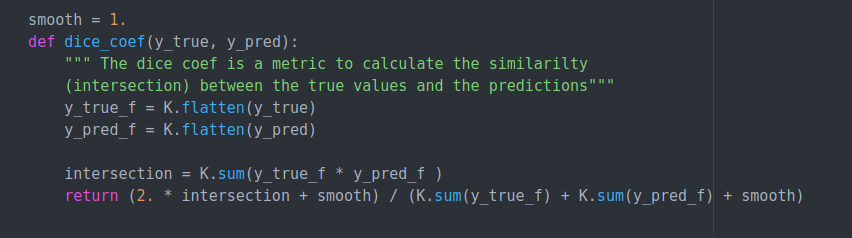 smooth = 1.
def dice_coef(y_true, y_pred):
    """ The dice coef is a metric to calculate the similarilty
    (intersection) between the true values and the predictions"""
    y_true_f = K.flatten(y_true)
    y_pred_f = K.flatten(y_pred)

    intersection = K.sum(y_true_f * y_pred_f )
    return (2. * intersection + smooth) / (K.sum(y_true_f) + K.sum(y_pred_f) + smooth)